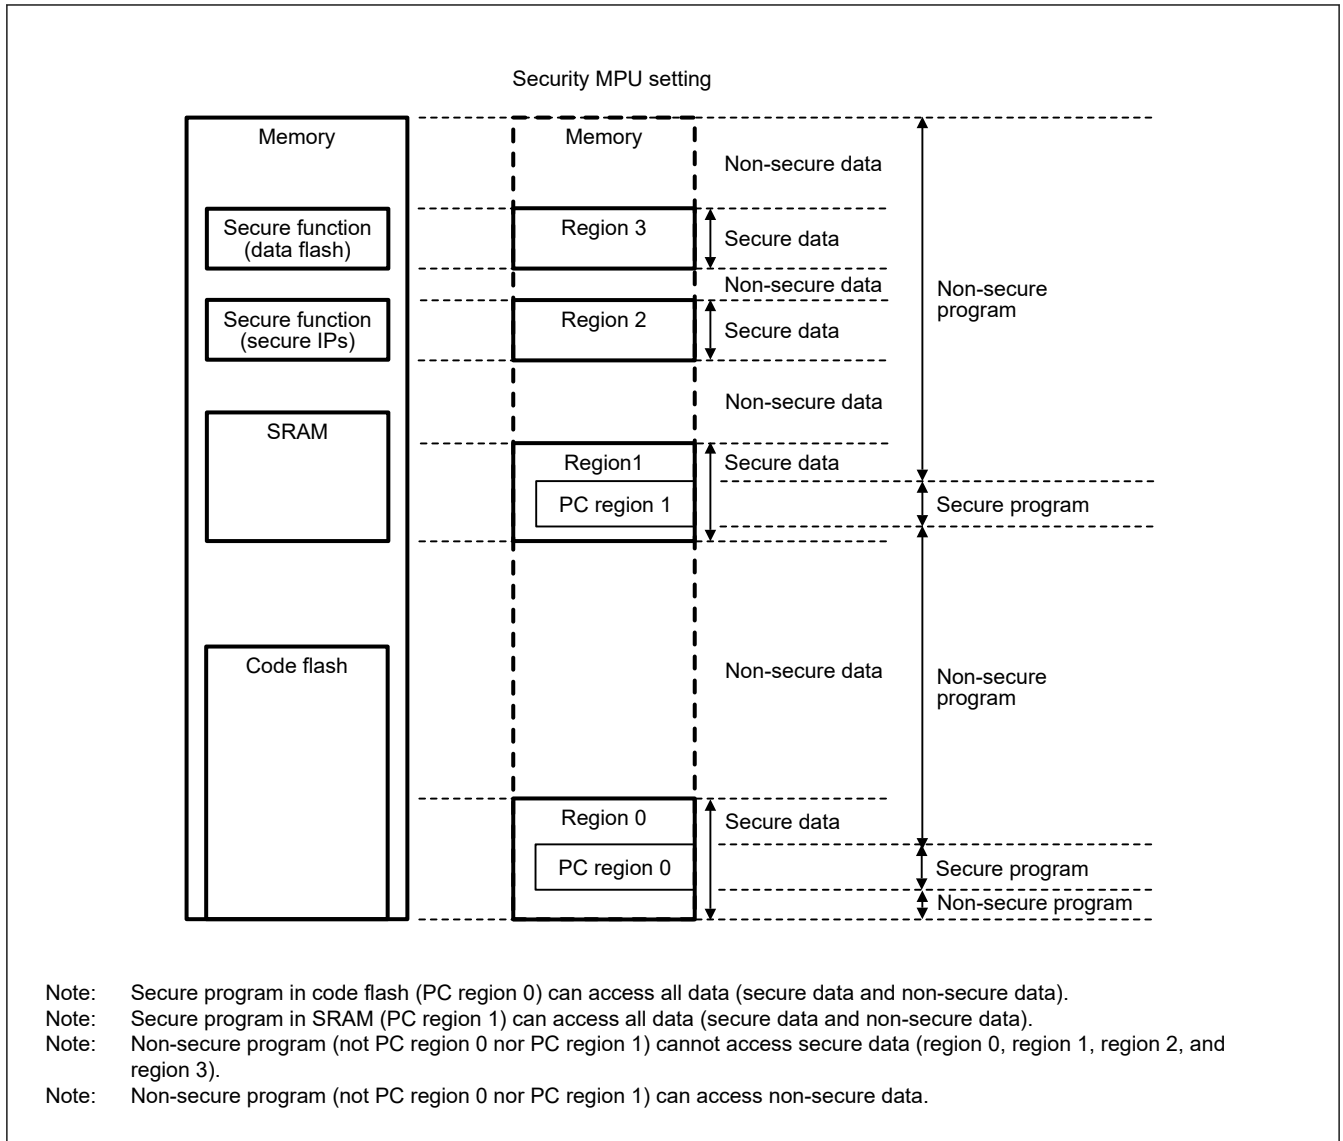 Security MPU setting
Memory
Memory
Non-secure data
Secure function
(data flash)
Region 3
Secure data
Non-secure data
Non-secure
program
Secure function
(secure IPs)
Region 2
Secure data
Non-secure data
SRAM
Region1
Secure data
PC region 1
Secure program
Code flash
Non-secure data
Non-secure
program
Region 0
Secure data
PC region 0
Secure program
Non-secure program
Note: Secure program in code flash (PC region 0) can access all data (secure data and non-secure data).
Note: Secure program in SRAM (PC region 1) can access all data (secure data and non-secure data).
Note: Non-secure program (not PC region 0 nor PC region 1) cannot access secure data (region 0, region 1, region 2, and
region 3).
Note: Non-secure program (not PC region 0 nor PC region 1) can access non-secure data.